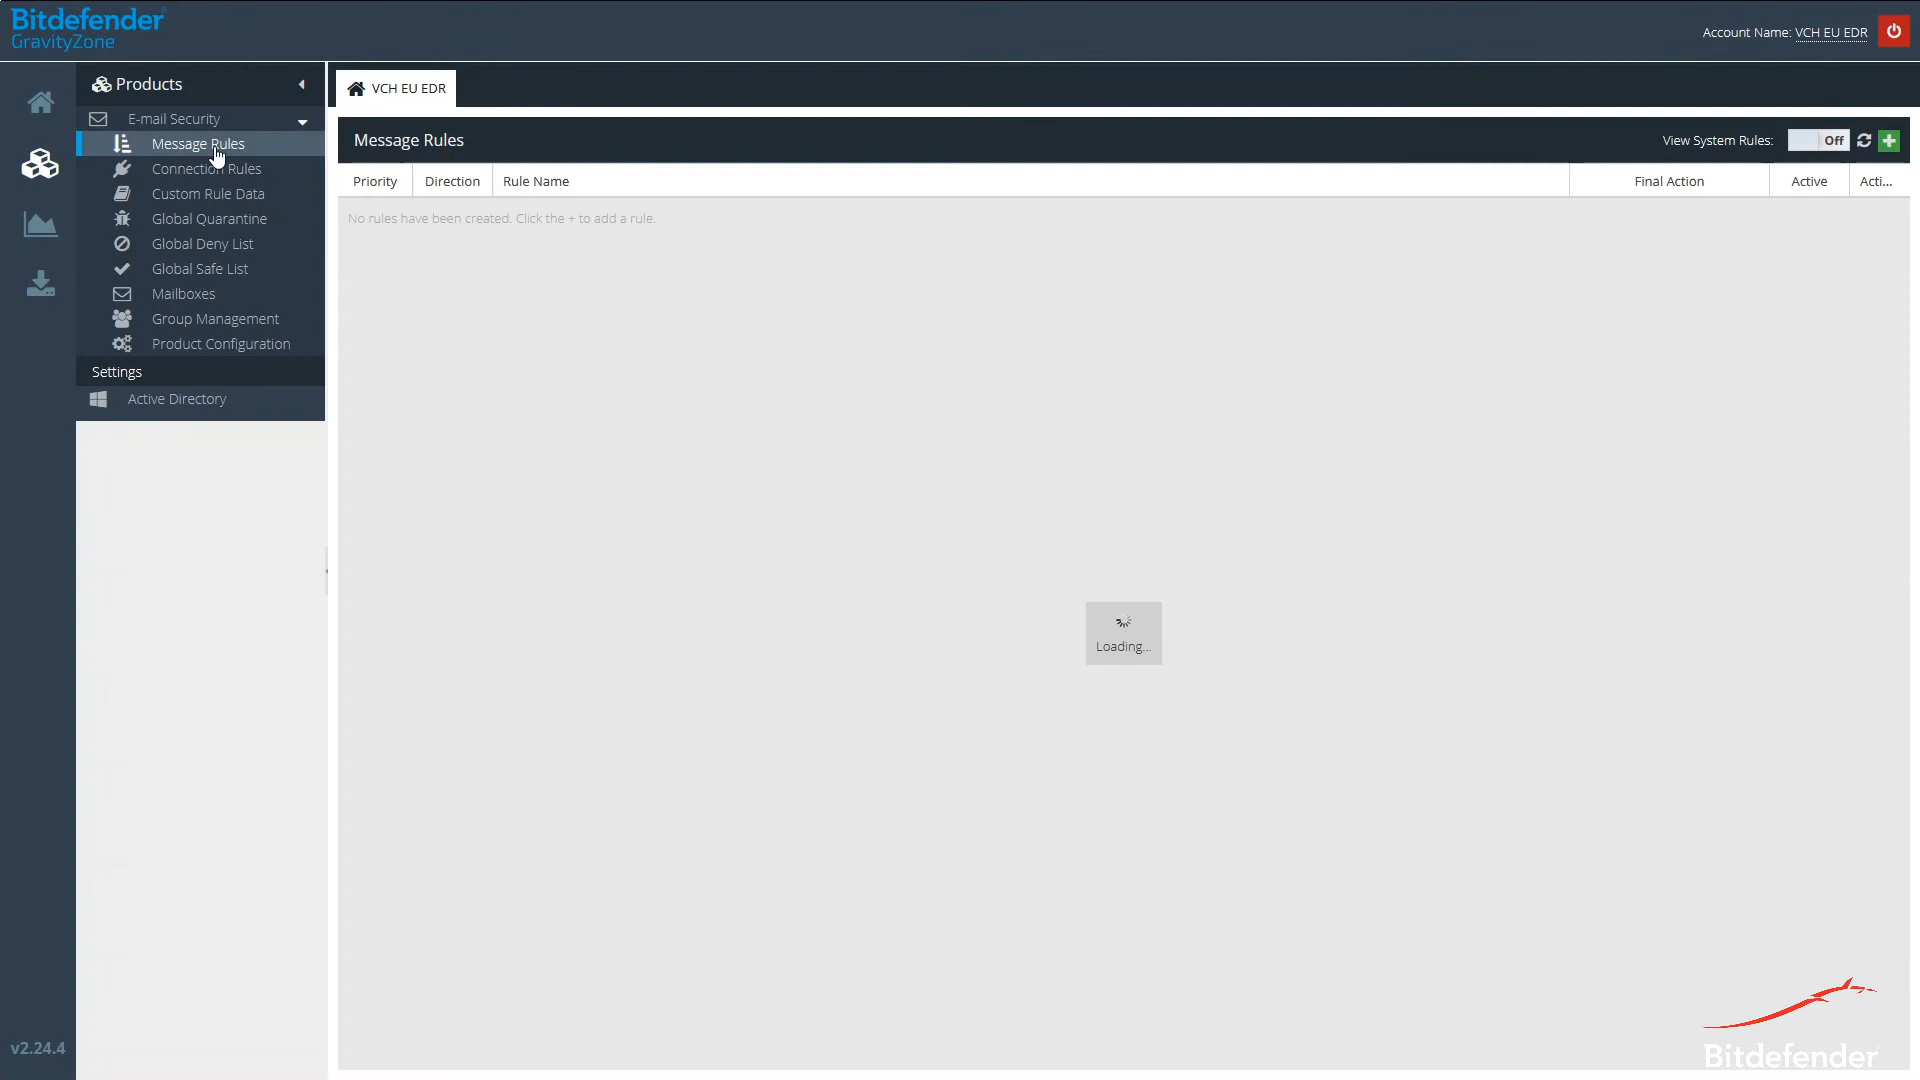 Bitdefender
GravityZone
Account Name: VCH EU EDR
Products
VCH EU EDR
E-mail Security
Message Rules
Connection Rules
Custom Rule Data
Global Quarantine
Global Deny List
Global Safe List
Mailboxes
Group Management
Product Configuration
Settings
Active Directory
Message Rules
View System Rules: Off
Priority Direction Rule Name Final Action Active Acti...
No rules have been created. Click the + to add a rule.
Loading...
v2.24.4
Bitdefender